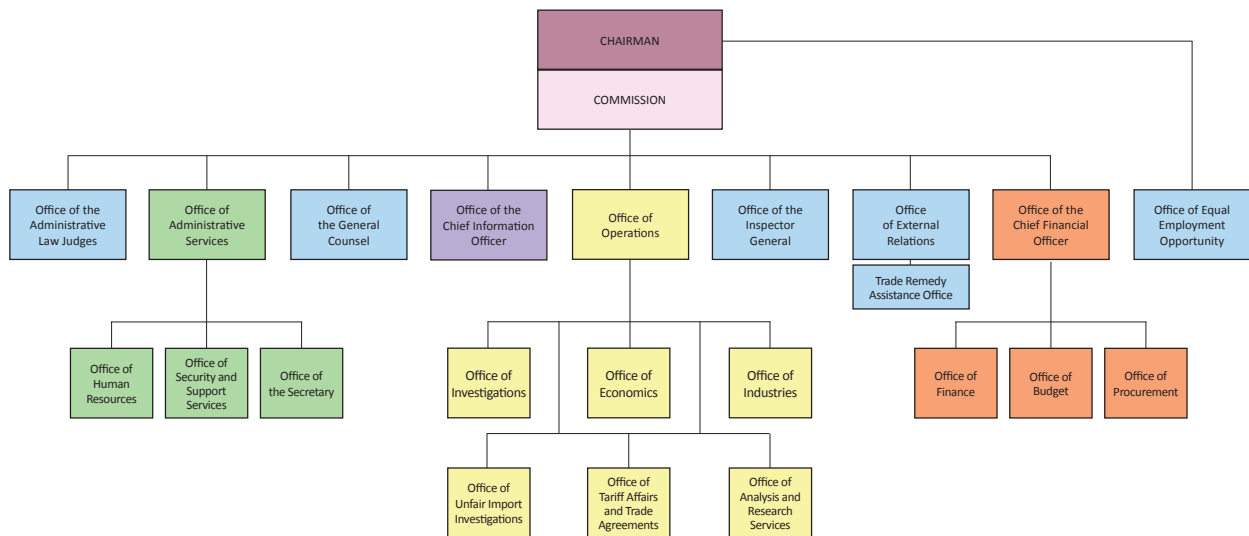 CHAIRMAN
COMMISSION
Office of the
Administrative
Law Judges
Office of
Administrative
Services
Office of
the General
Counsel
Office of the
Chief Information
Officer
Office of
Operations
Office of the
Inspector
General
Office
of External
Relations
Office of the
Chief Financial
Officer
Office of Equal
Employment
Opportunity
Trade Remedy
Assistance Office
Office of
Human
Resources
Office of
Security and
Support
Services
Office of
the Secretary
Office of
Investigations
Office of
Economics
Office of
Industries
Office of
Finance
Office of
Budget
Office of
Procurement
Office of
Unfair Import
Investigations
Office of
Tariff Affairs
and Trade
Agreements
Office of
Analysis and
Research
Services